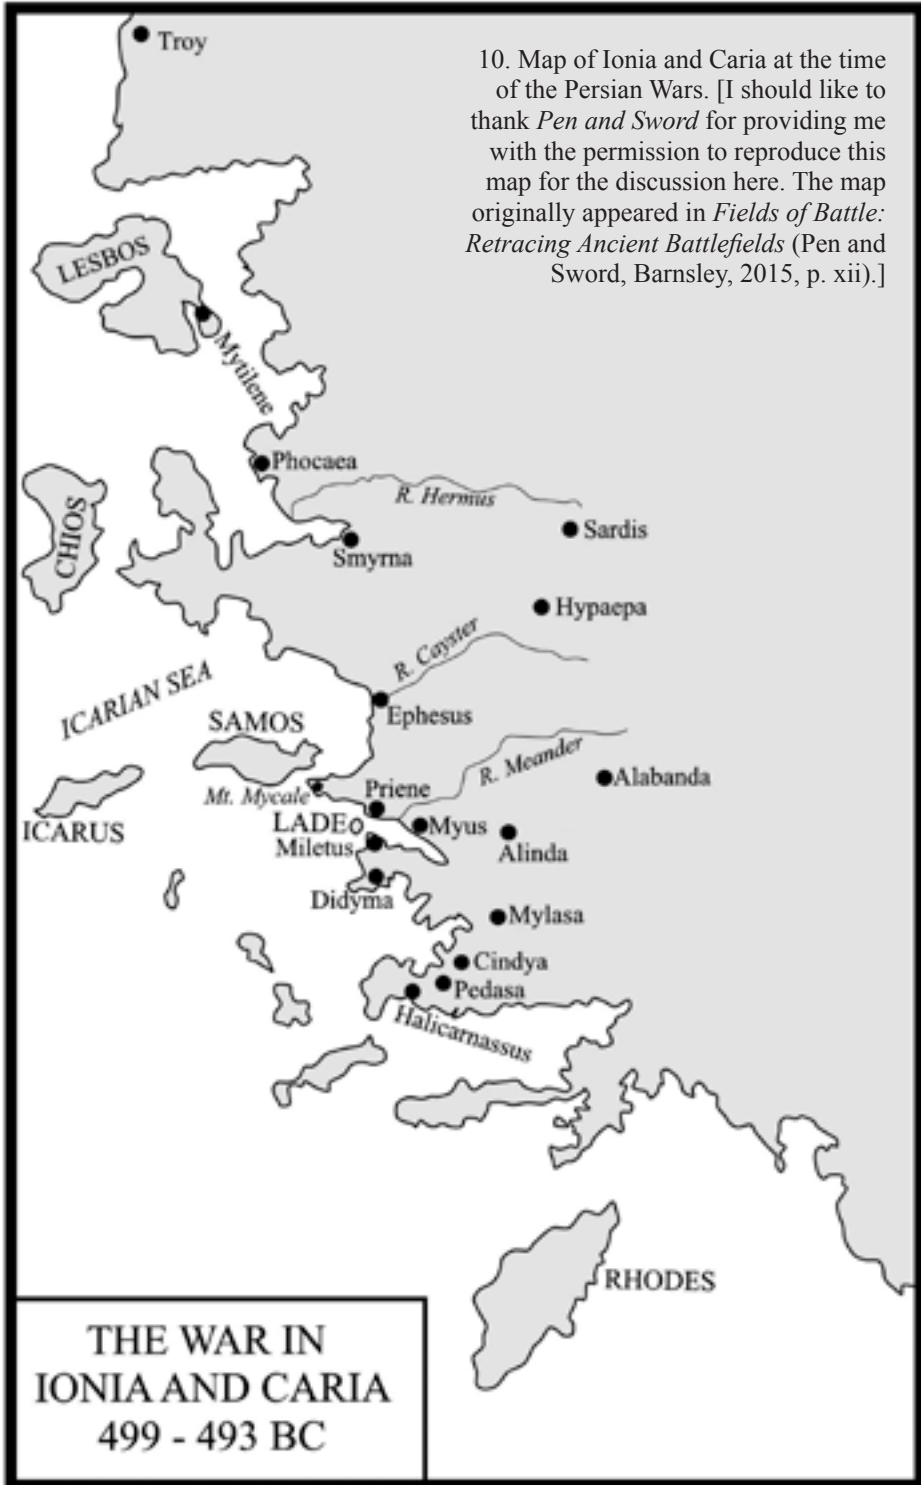 Troy
10. Map of Ionia and Caria at the time
of the Persian Wars. [I should like to
thank Pen and Sword for providing me
with the permission to reproduce this
map for the discussion here. The map
originally appeared in Fields of Battle:
Retracing Ancient Battlefields (Pen and
Sword, Barnsley, 2015, p. xii).]
LESBOS
Mytilene
Phocaea
R. Hermus
CHIOS
Sardis
Smyrna
Hypaepa
R. Cayster
ICARIAN SEA
Ephesus
SAMOS
R. Meander
Alabanda
Mt. Mycale
Priene
ICARUS
LADE
Myus
Miletus
Alinda
Didyma
Mylasa
Cindya
Pedasa
Halicarnassus
RHODES
THE WAR IN
IONIA AND CARIA
499 - 493 BC